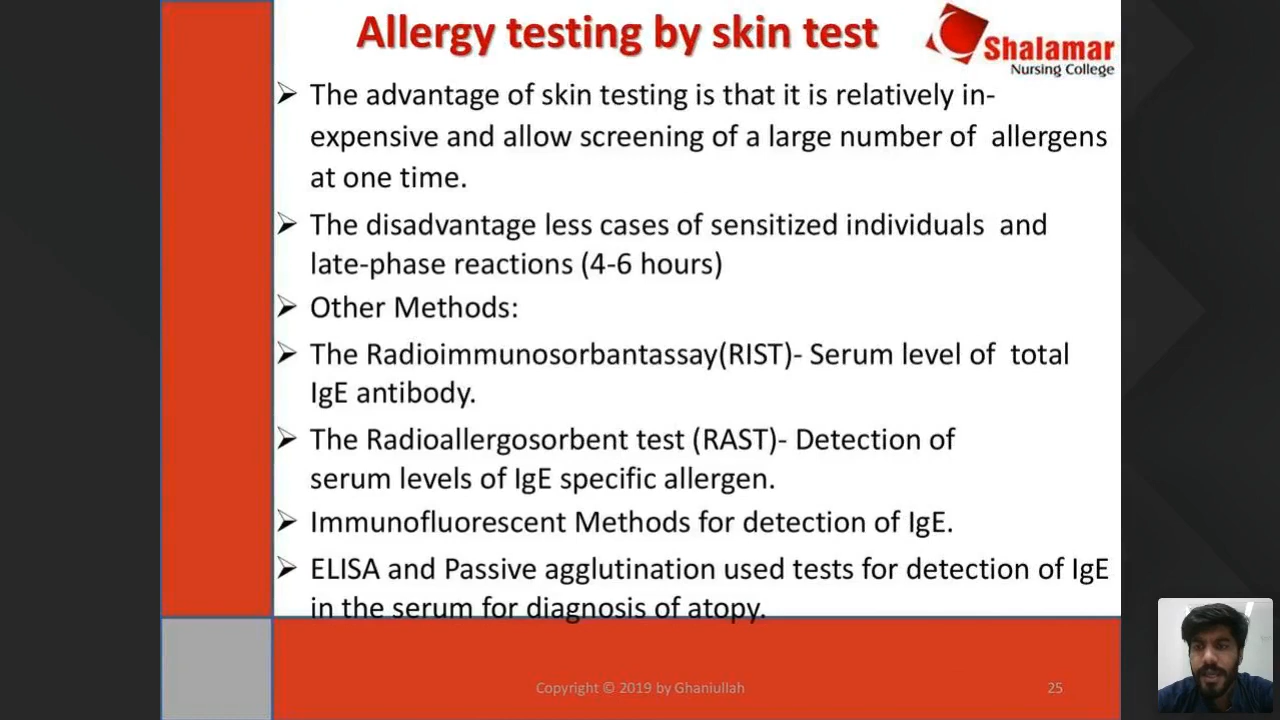 Allergy testing by skin test
Shalamar
Nursing College
➢ The advantage of skin testing is that it is relatively in-
expensive and allow screening of a large number of allergens
at one time.
➢ The disadvantage less cases of sensitized individuals and
late-phase reactions (4-6 hours)
➢ Other Methods:
➢ The Radioimmunosorbantassay(RIST)- Serum level of total
IgE antibody.
➢ The Radioallergosorbent test (RAST)- Detection of
serum levels of IgE specific allergen.
➢ Immunofluorescent Methods for detection of IgE.
➢ ELISA and Passive agglutination used tests for detection of IgE
in the serum for diagnosis of atopy.
Copyright © 2019 by Ghaniullah
25